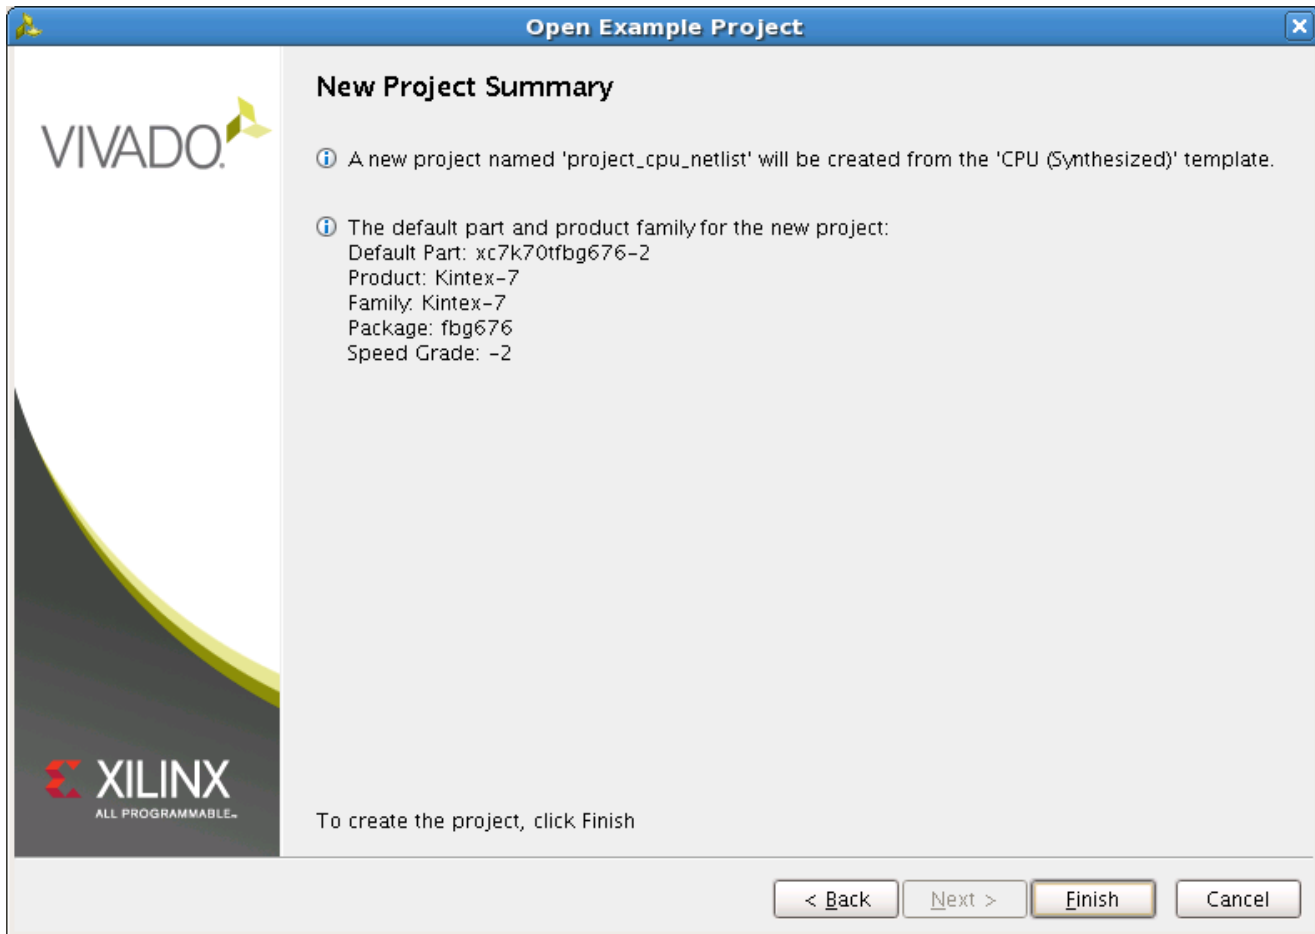 Open Example Project
New Project Summary
VIVADO.
A new project named 'project_cpu_netlist' will be created from the 'CPU (Synthesized)' template.
The default part and product family for the new project:
Default Part: xc7k70tfbg676-2
Product: Kintex-7
Family: Kintex-7
Package: fbg676
Speed Grade: -2
XILINX
ALL PROGRAMMABLE™
To create the project, click Finish
< Back
Next >
Finish
Cancel